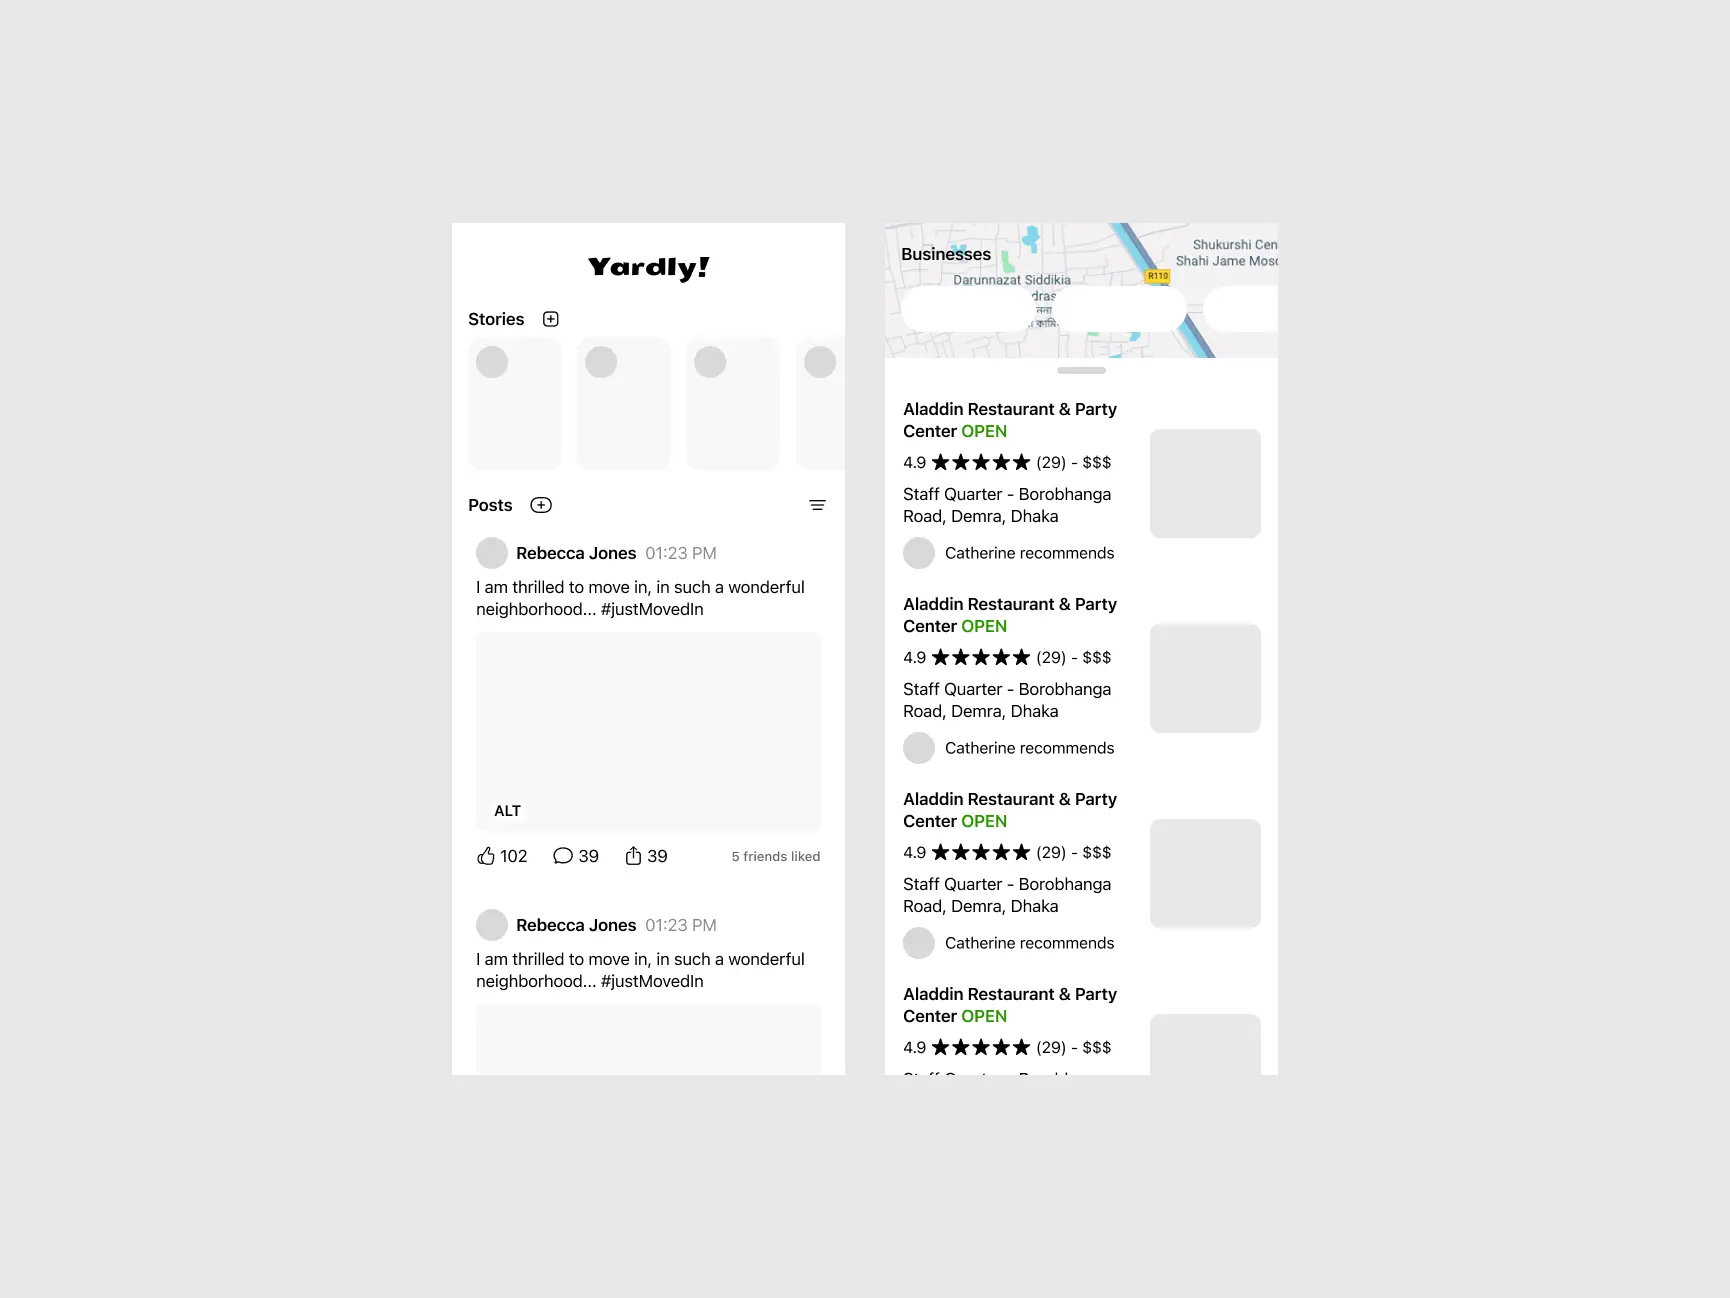 Yardly!
Stories
Posts
Rebecca Jones 01:23 PM
I am thrilled to move in, in such a wonderful
neighborhood... #justMovedIn
ALT
102 39 39 5 friends liked
Rebecca Jones 01:23 PM
I am thrilled to move in, in such a wonderful
neighborhood... #justMovedIn
Businesses
Shukurshi Cen
Shahi Jame Mosq
R110
Darunnazat Siddikia
dras
Aladdin Restaurant & Party
Center OPEN
4.9 ★★★★★ (29) - $$$
Staff Quarter - Borobhanga
Road, Demra, Dhaka
Catherine recommends
Aladdin Restaurant & Party
Center OPEN
4.9 ★★★★★ (29) - $$$
Staff Quarter - Borobhanga
Road, Demra, Dhaka
Catherine recommends
Aladdin Restaurant & Party
Center OPEN
4.9 ★★★★★ (29) - $$$
Staff Quarter - Borobhanga
Road, Demra, Dhaka
Catherine recommends
Aladdin Restaurant & Party
Center OPEN
4.9 ★★★★★ (29) - $$$